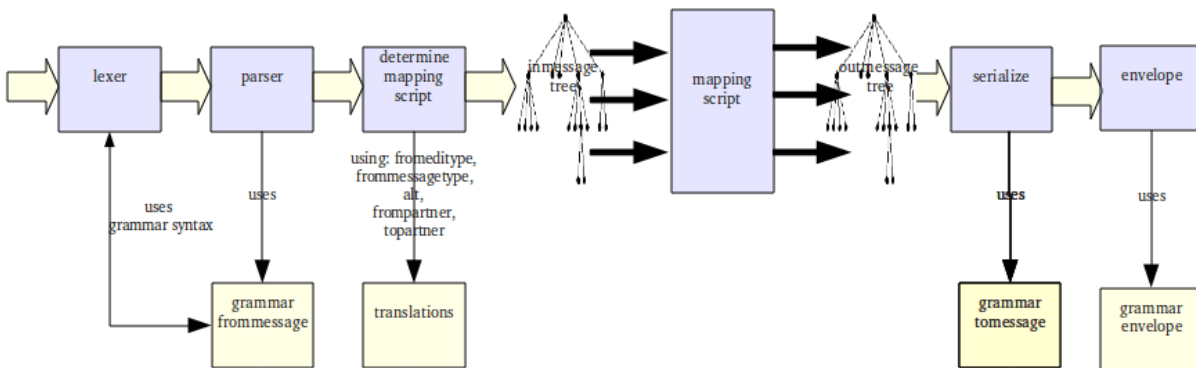 lexer
parser
determine
mapping
script
inmessage
tree
mapping
script
outmessage
tree
serialize
envelope
using: fromeditype,
frommessagetype,
alt,
frompartner,
topartner
uses
grammar syntax
uses
uses
uses
grammar
frommessage
translations
grammar
tomessage
grammar
envelope